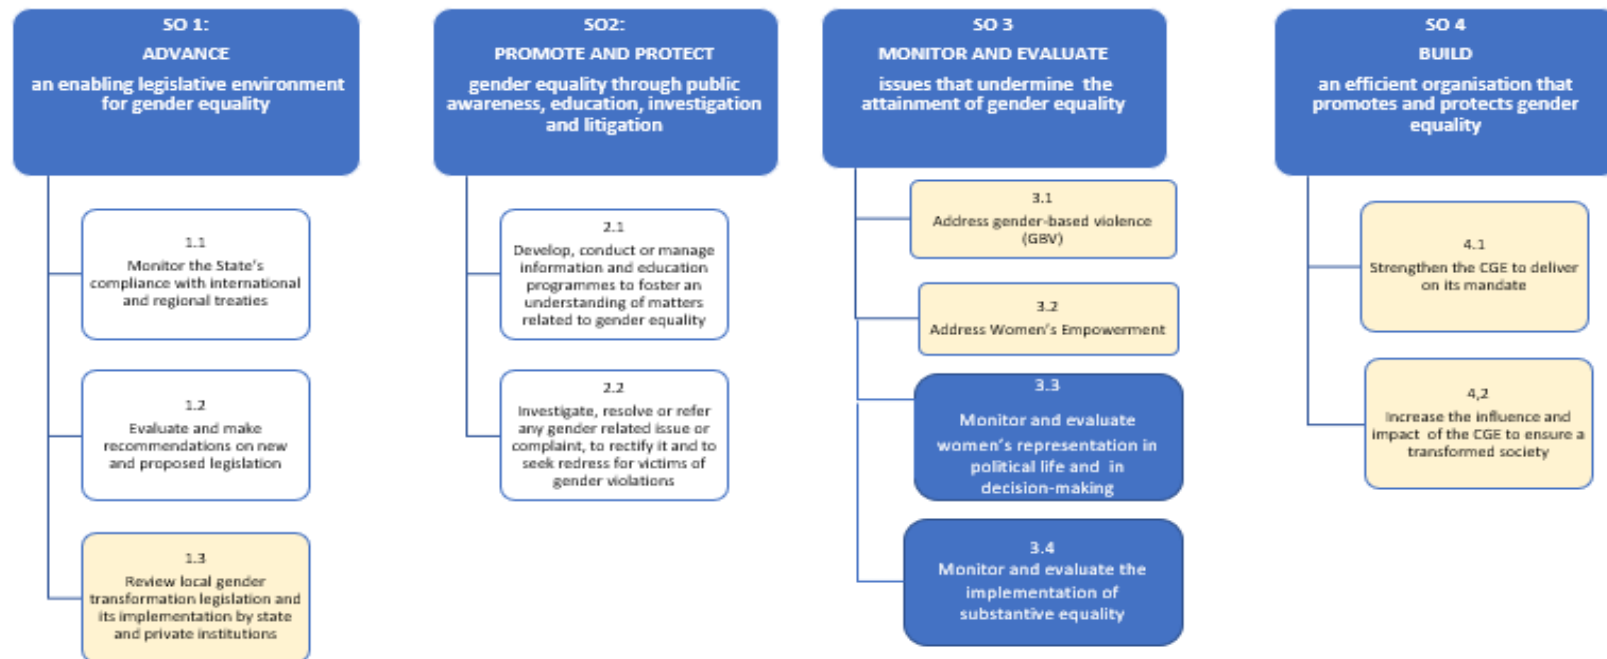 SO 1:
ADVANCE
an enabling legislative environment
for gender equality
1.1
Monitor the State's
compliance with international
and regional treaties
1.2
Evaluate and make
recommendations on new
and proposed legislation
1.3
Review local gender
transformation legislation and
its implementation by state
and private institutions
SO2:
PROMOTE AND PROTECT
gender equality through public
awareness, education, investigation
and litigation
2.1
Develop, conduct or manage
information and education
programmes to foster an
understanding of matters
related to gender equality
2.2
Investigate, resolve or refer
any gender related issue or
complaint, to rectify it and to
seek redress for victims of
gender violations
SO 3
MONITOR AND EVALUATE
issues that undermine the
attainment of gender equality
3.1
Address gender-based violence
(GBV)
3.2
Address Women's Empowerment
3.3
Monitor and evaluate
women's representation in
political life and in
decision-making
3.4
Monitor and evaluate the
implementation of
substantive equality
SO 4
BUILD
an efficient organisation that
promotes and protects gender
equality
4.1
Strengthen the CGE to deliver
on its mandate
4,2
Increase the influence and
impact of the CGE to ensure a
transformed society